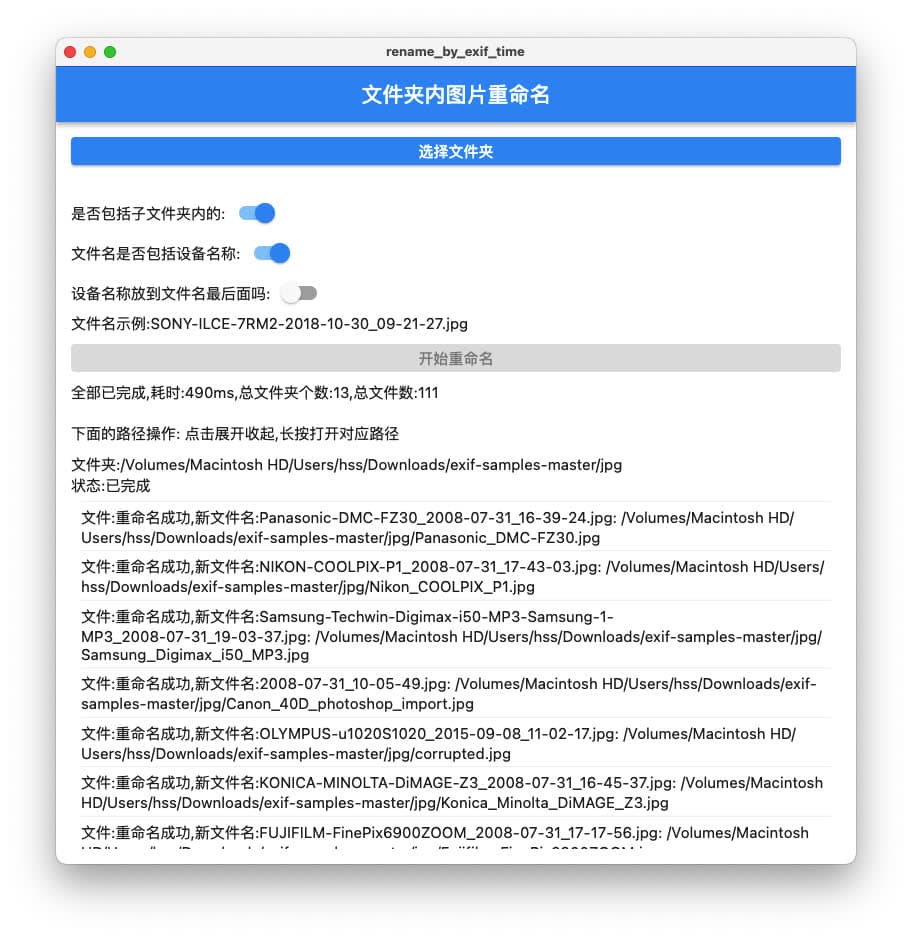 rename_by_exif_time
文件夹内图片重命名
选择文件夹
是否包括子文件夹内的:
文件名是否包括设备名称:
设备名称放到文件名最后面吗:
文件名示例:SONY-ILCE-7RM2-2018-10-30_09-21-27.jpg
开始重命名
全部已完成,耗时:490ms,总文件夹个数:13,总文件数:111
下面的路径操作: 点击展开收起,长按打开对应路径
文件夹:/Volumes/Macintosh HD/Users/hss/Downloads/exif-samples-master/jpg
状态:已完成
文件:重命名成功,新文件名:Panasonic-DMC-FZ30_2008-07-31_16-39-24.jpg: /Volumes/Macintosh HD/
Users/hss/Downloads/exif-samples-master/jpg/Panasonic_DMC-FZ30.jpg
文件:重命名成功,新文件名:NIKON-COOLPIX-P1_2008-07-31_17-43-03.jpg: /Volumes/Macintosh HD/Users/
hss/Downloads/exif-samples-master/jpg/Nikon_COOLPIX_P1.jpg
文件:重命名成功,新文件名:Samsung-Techwin-Digimax-i50-MP3-Samsung-1-
MP3_2008-07-31_19-03-37.jpg: /Volumes/Macintosh HD/Users/hss/Downloads/exif-samples-master/jpg/
Samsung_Digimax_i50_MP3.jpg
文件:重命名成功,新文件名:2008-07-31_10-05-49.jpg: /Volumes/Macintosh HD/Users/hss/Downloads/exif-
samples-master/jpg/Canon_40D_photoshop_import.jpg
文件:重命名成功,新文件名:OLYMPUS-u1020S1020_2015-09-08_11-02-17.jpg: /Volumes/Macintosh HD/
Users/hss/Downloads/exif-samples-master/jpg/corrupted.jpg
文件:重命名成功,新文件名:KONICA-MINOLTA-DiMAGE-Z3_2008-07-31_16-45-37.jpg: /Volumes/Macintosh
HD/Users/hss/Downloads/exif-samples-master/jpg/Konica_Minolta_DiMAGE_Z3.jpg
文件:重命名成功,新文件名:FUJIFILM-FinePix6900ZOOM_2008-07-31_17-17-56.jpg: /Volumes/Macintosh